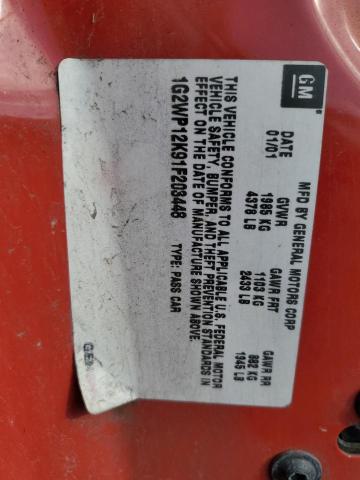 GM
MFD BY GENERAL MOTORS CORP
DATE GVWR GAWR FRT GAWR RR
01/01 1985 KG 1103 KG 882 KG
4378 LB 2433 LB 1945 LB
THIS VEHICLE CONFORMS TO ALL APPLICABLE U.S. FEDERAL MOTOR
VEHICLE SAFETY, BUMPER, AND THEFT PREVENTION STANDARDS IN
EFFECT ON THE DATE OF MANUFACTURE SHOWN ABOVE.
1G2WP12K91F203448 TYPE: PASS CAR